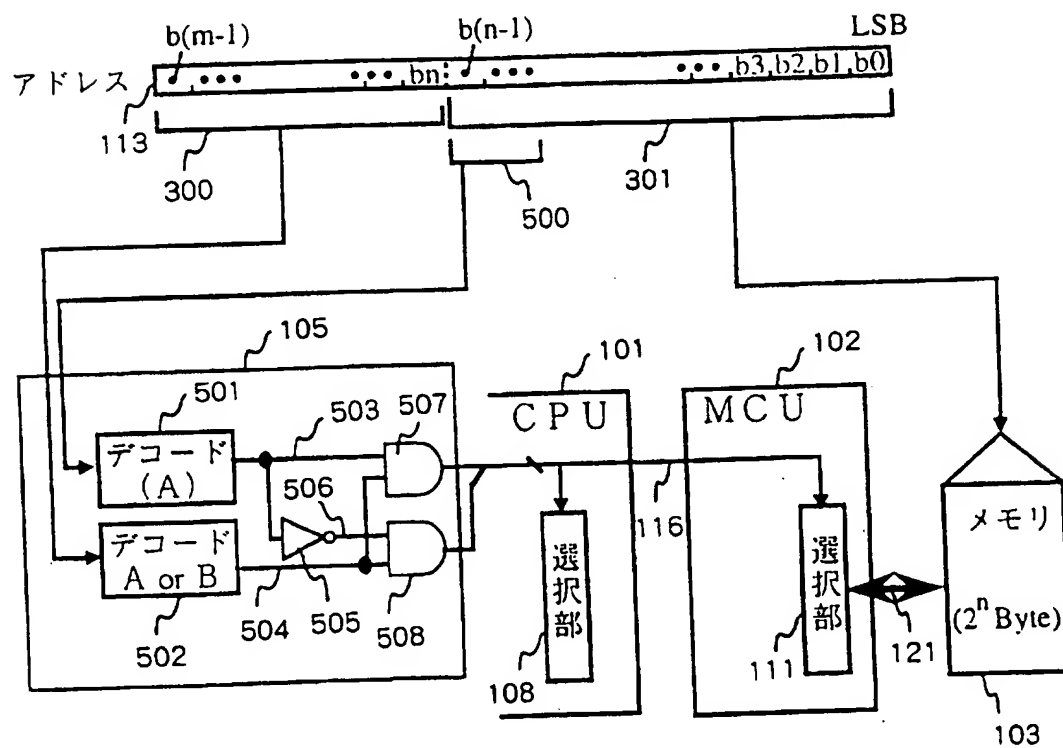 b(m-1)
b(n-1)
LSB
アドレス
bn
b3
b2
b1
b0
113
300
500
301
105
101
102
501
503
507
CPU
MCU
デコード
(A)
506
116
メモリ
デコード
A or B
選択部
選択部
(2ⁿ Byte)
504
505
508
502
108
111
121
103